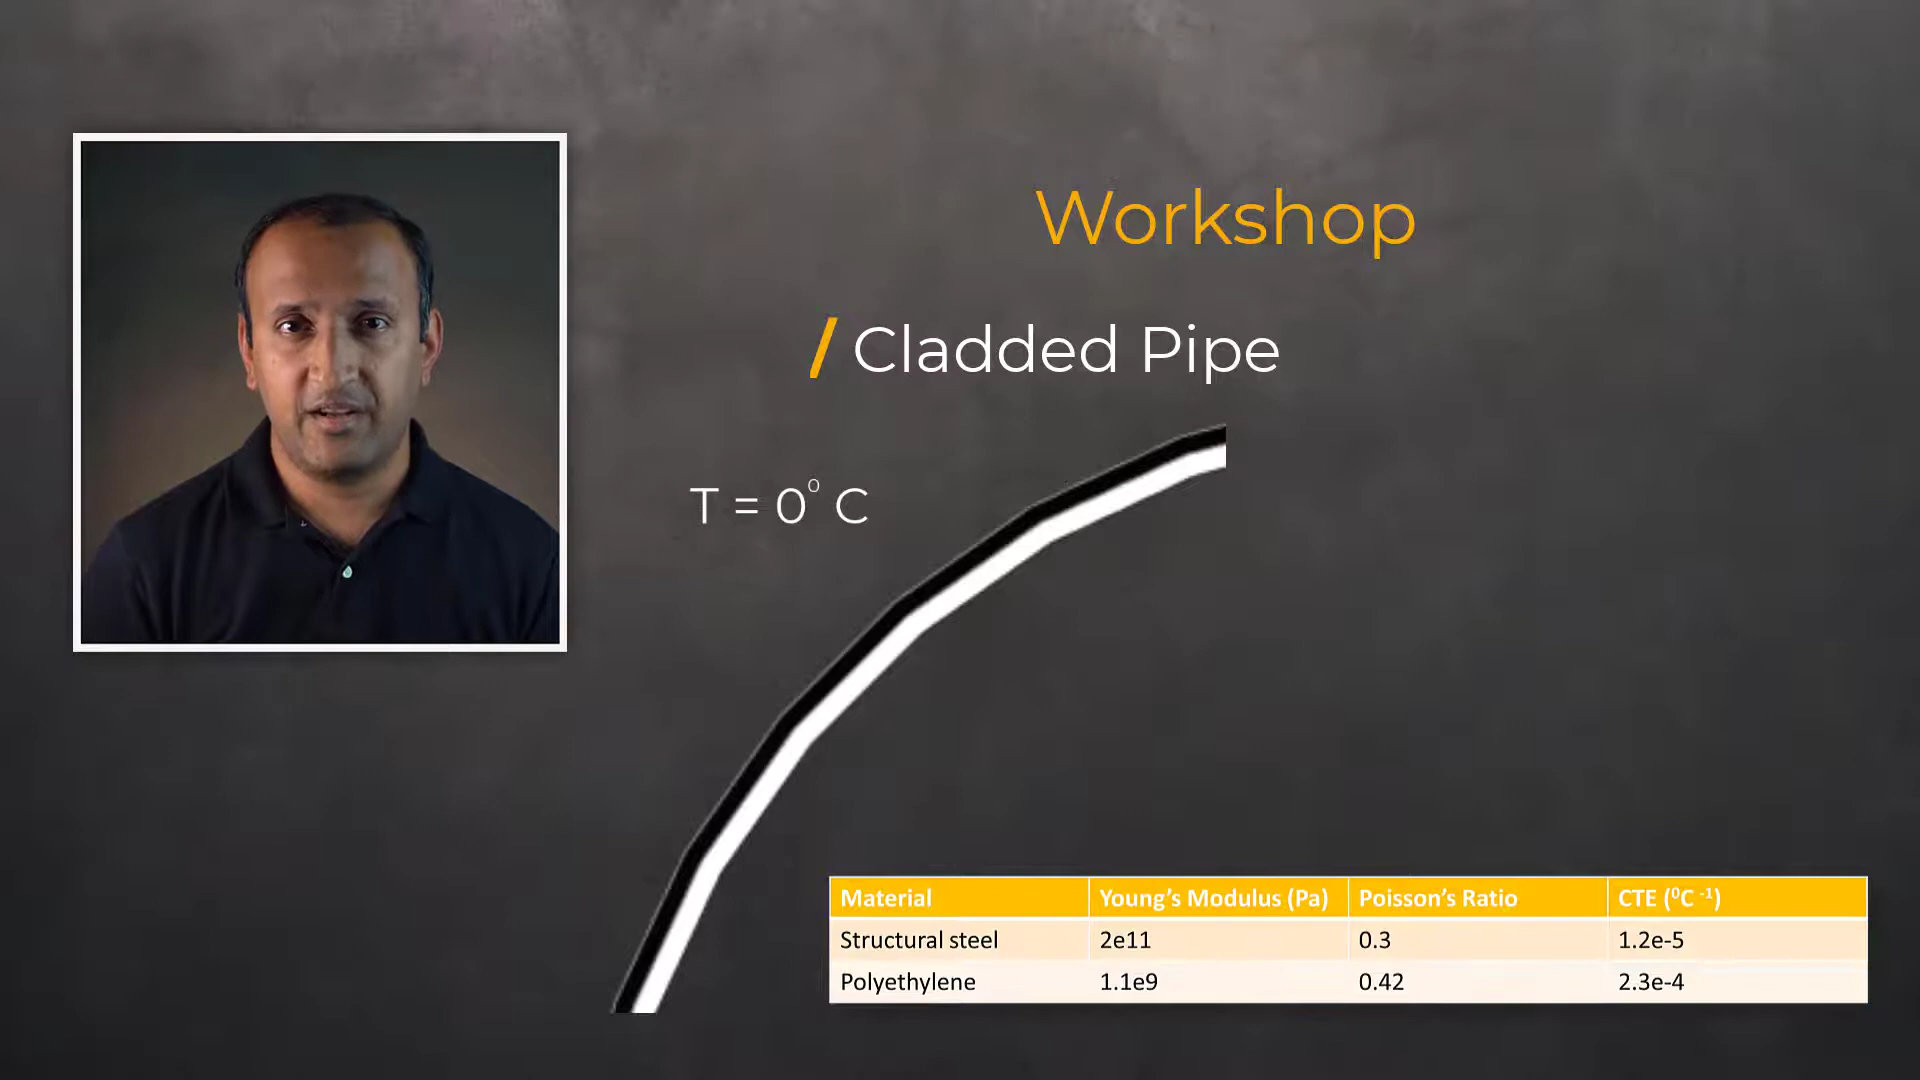 Workshop
/ Cladded Pipe
T = 0° C
Material Young's Modulus (Pa) Poisson's Ratio CTE (⁰C ⁻¹)
Structural steel 2e11 0.3 1.2e-5
Polyethylene 1.1e9 0.42 2.3e-4